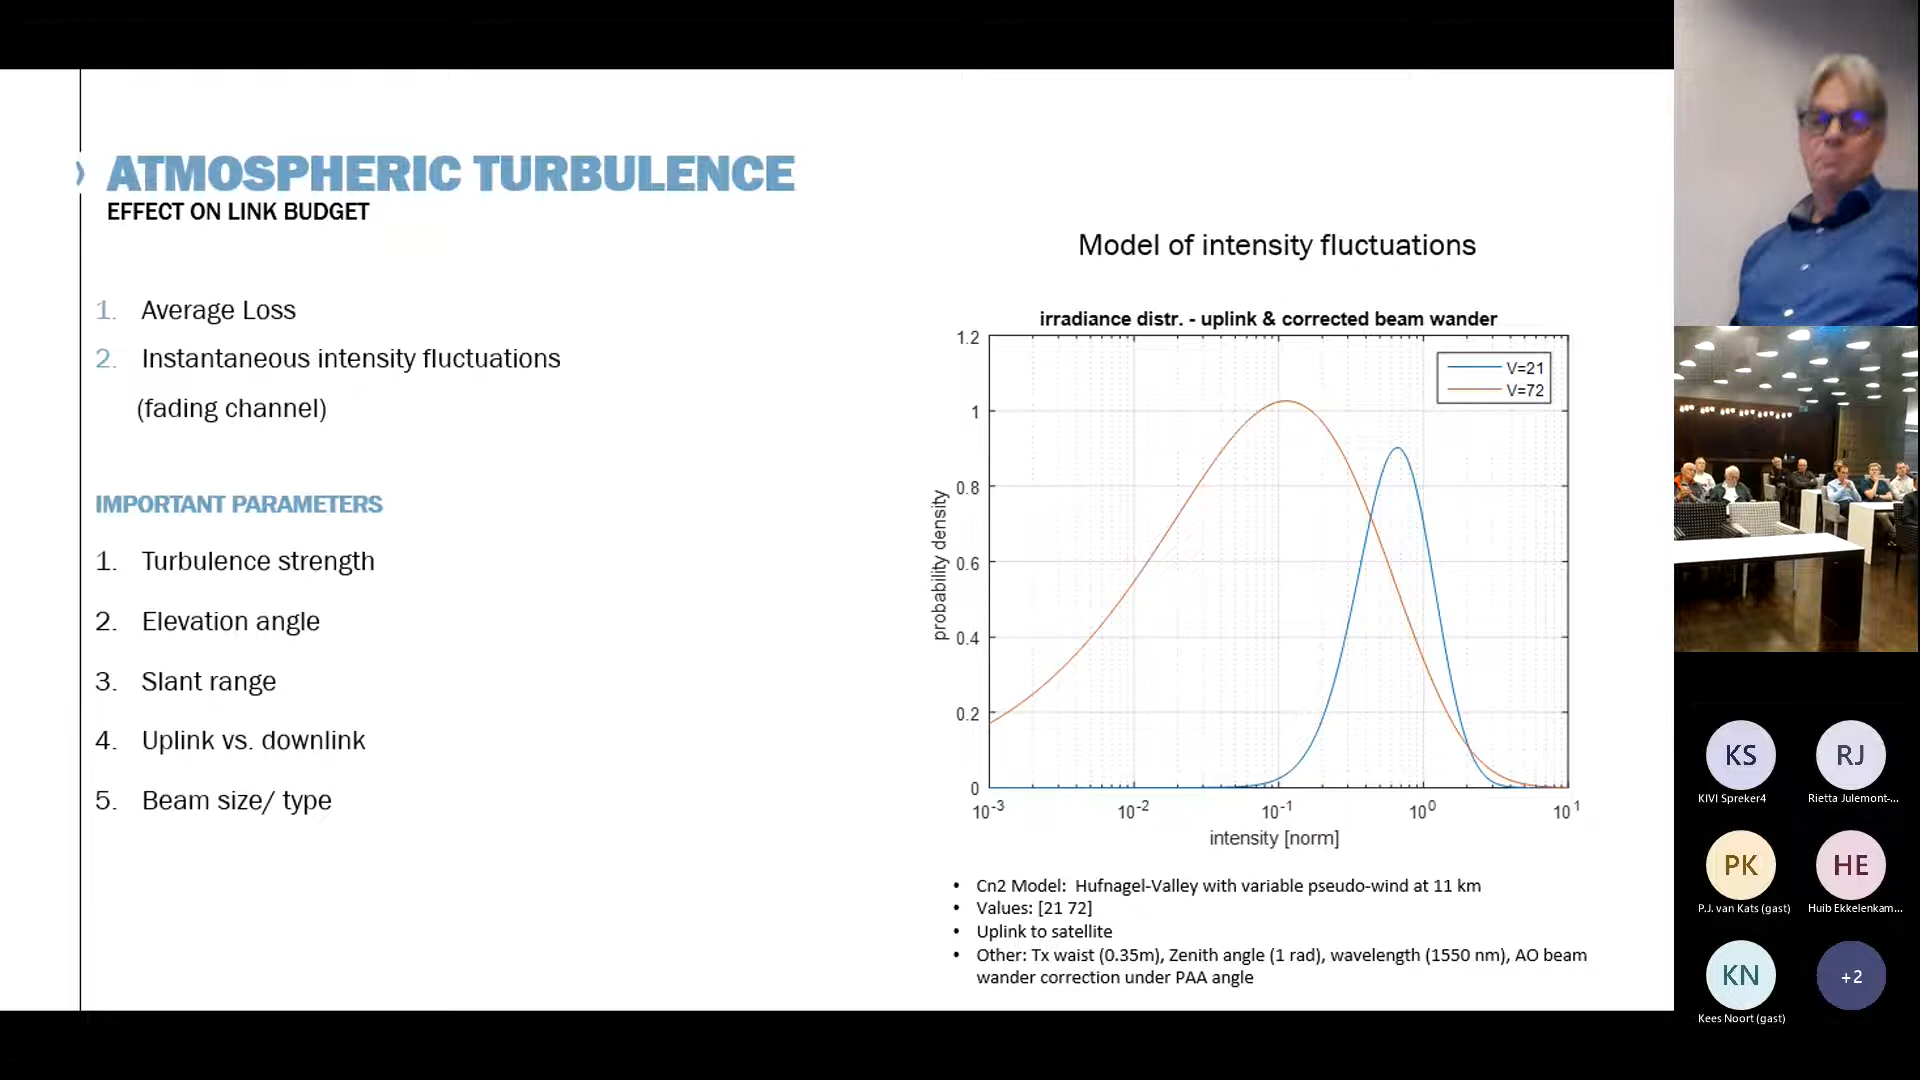 ATMOSPHERIC TURBULENCE
EFFECT ON LINK BUDGET
1. Average Loss
2. Instantaneous intensity fluctuations
(fading channel)
IMPORTANT PARAMETERS
1. Turbulence strength
2. Elevation angle
3. Slant range
4. Uplink vs. downlink
5. Beam size/ type
Model of intensity fluctuations
irradiance distr. - uplink & corrected beam wander
1.2
1
0.8
0.6
0.4
0.2
0
probability density
V=21
V=72
10^-3 10^-2 10^-1 10^0 10^1
intensity [norm]
• Cn2 Model: Hufnagel-Valley with variable pseudo-wind at 11 km
• Values: [21 72]
• Uplink to satellite
• Other: Tx waist (0.35m), Zenith angle (1 rad), wavelength (1550 nm), AO beam
wander correction under PAA angle
KS RJ
KIVI Spreker4 Rietta Julemont-...
PK HE
P.J. van Kats (gast) Huib Ekkelenkam...
KN +2
Kees Noort (gast)